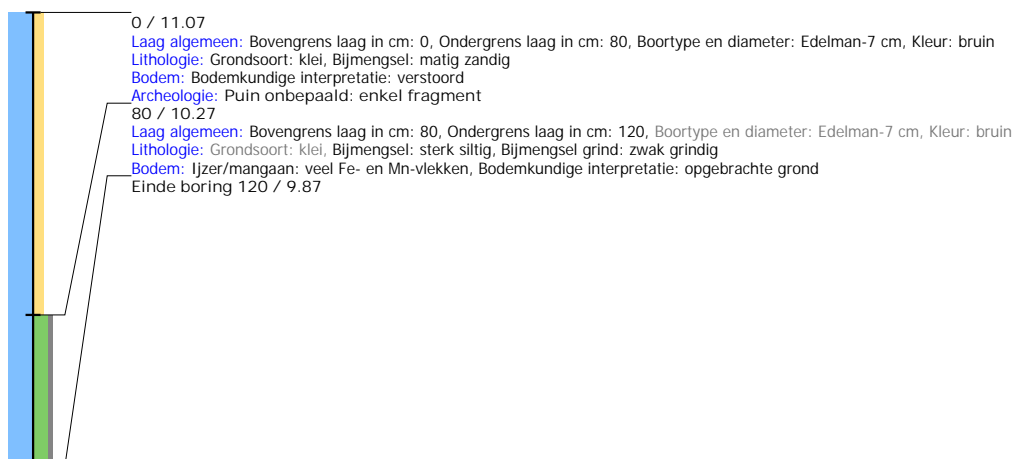 0 / 11.07
Laag algemeen: Bovengrens laag in cm: 0, Ondergrens laag in cm: 80, Boortype en diameter: Edelman-7 cm, Kleur: bruin
Lithologie: Grondsoort: klei, Bijmengsel: matig zandig
Bodem: Bodemkundige interpretatie: verstoord
Archeologie: Puin onbepaald: enkel fragment
80 / 10.27
Laag algemeen: Bovengrens laag in cm: 80, Ondergrens laag in cm: 120, Boortype en diameter: Edelman-7 cm, Kleur: bruin
Lithologie: Grondsoort: klei, Bijmengsel: sterk siltig, Bijmengsel grind: zwak grindig
Bodem: Ijzer/mangaan: veel Fe- en Mn-vlekken, Bodemkundige interpretatie: opgebrachte grond
Einde boring 120 / 9.87